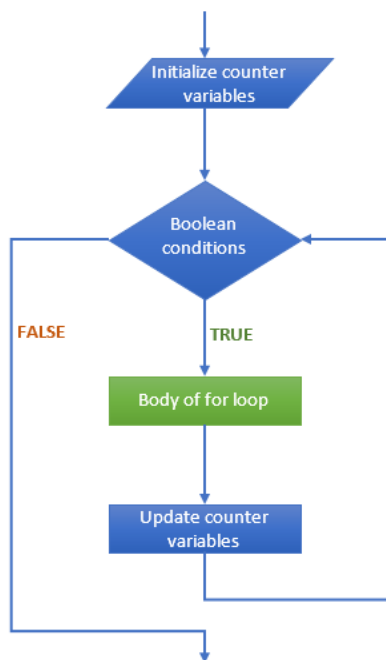 Initialize counter
variables
Boolean
conditions
FALSE
TRUE
Body of for loop
Update counter
variables